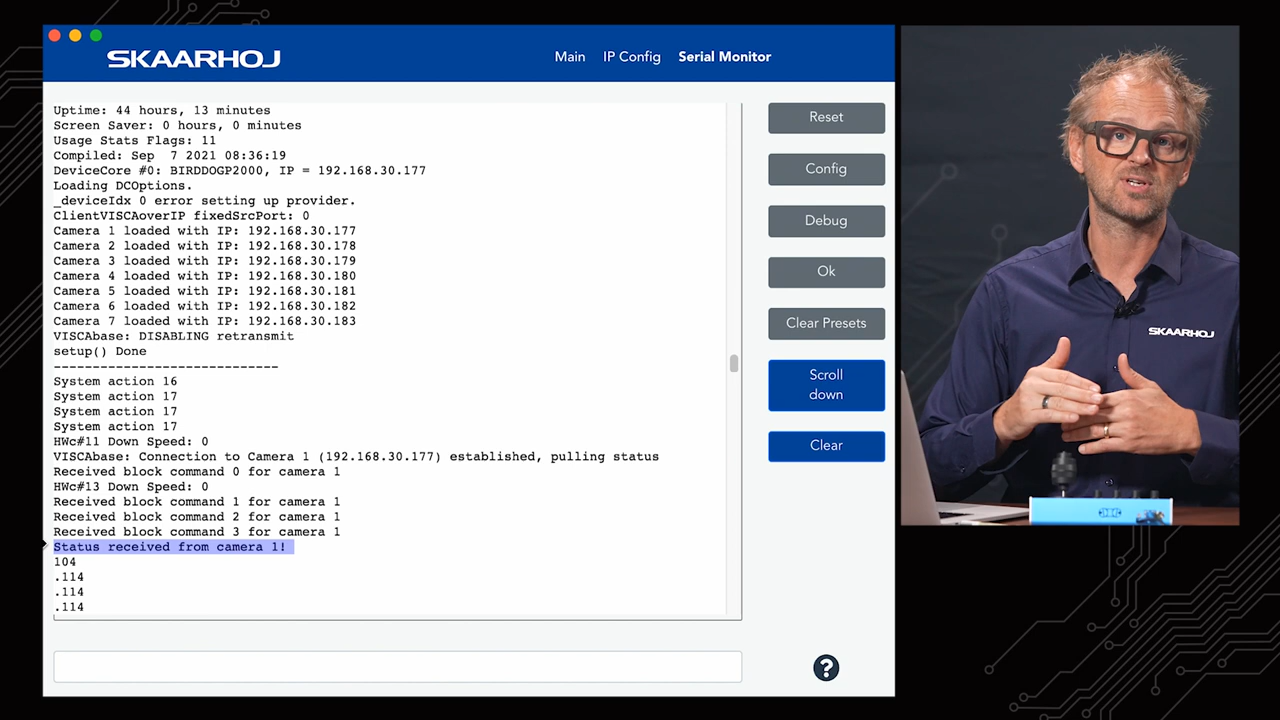 SKAARHOJ
Main IP Config Serial Monitor
Uptime: 44 hours, 13 minutes
Screen Saver: 0 hours, 0 minutes
Usage Stats Flags: 11
Compiled: Sep  7 2021 08:36:19
DeviceCore #0: BIRDDOGP2000, IP = 192.168.30.177
Loading DCOptions.
_deviceIdx 0 error setting up provider.
ClientVISCAoverIP fixedSrcPort: 0
Camera 1 loaded with IP: 192.168.30.177
Camera 2 loaded with IP: 192.168.30.178
Camera 3 loaded with IP: 192.168.30.179
Camera 4 loaded with IP: 192.168.30.180
Camera 5 loaded with IP: 192.168.30.181
Camera 6 loaded with IP: 192.168.30.182
Camera 7 loaded with IP: 192.168.30.183
VISCAbase: DISABLING retransmit
setup() Done
-----------------------------
System action 16
System action 17
System action 17
System action 17
HWc#11 Down Speed: 0
VISCAbase: Connection to Camera 1 (192.168.30.177) established, pulling status
Received block command 0 for camera 1
HWc#13 Down Speed: 0
Received block command 1 for camera 1
Received block command 2 for camera 1
Received block command 3 for camera 1
Status received from camera 1!
104
.114
.114
.114
Reset
Config
Debug
Ok
Clear Presets
Scroll
down
Clear
?
SKAARHOJ